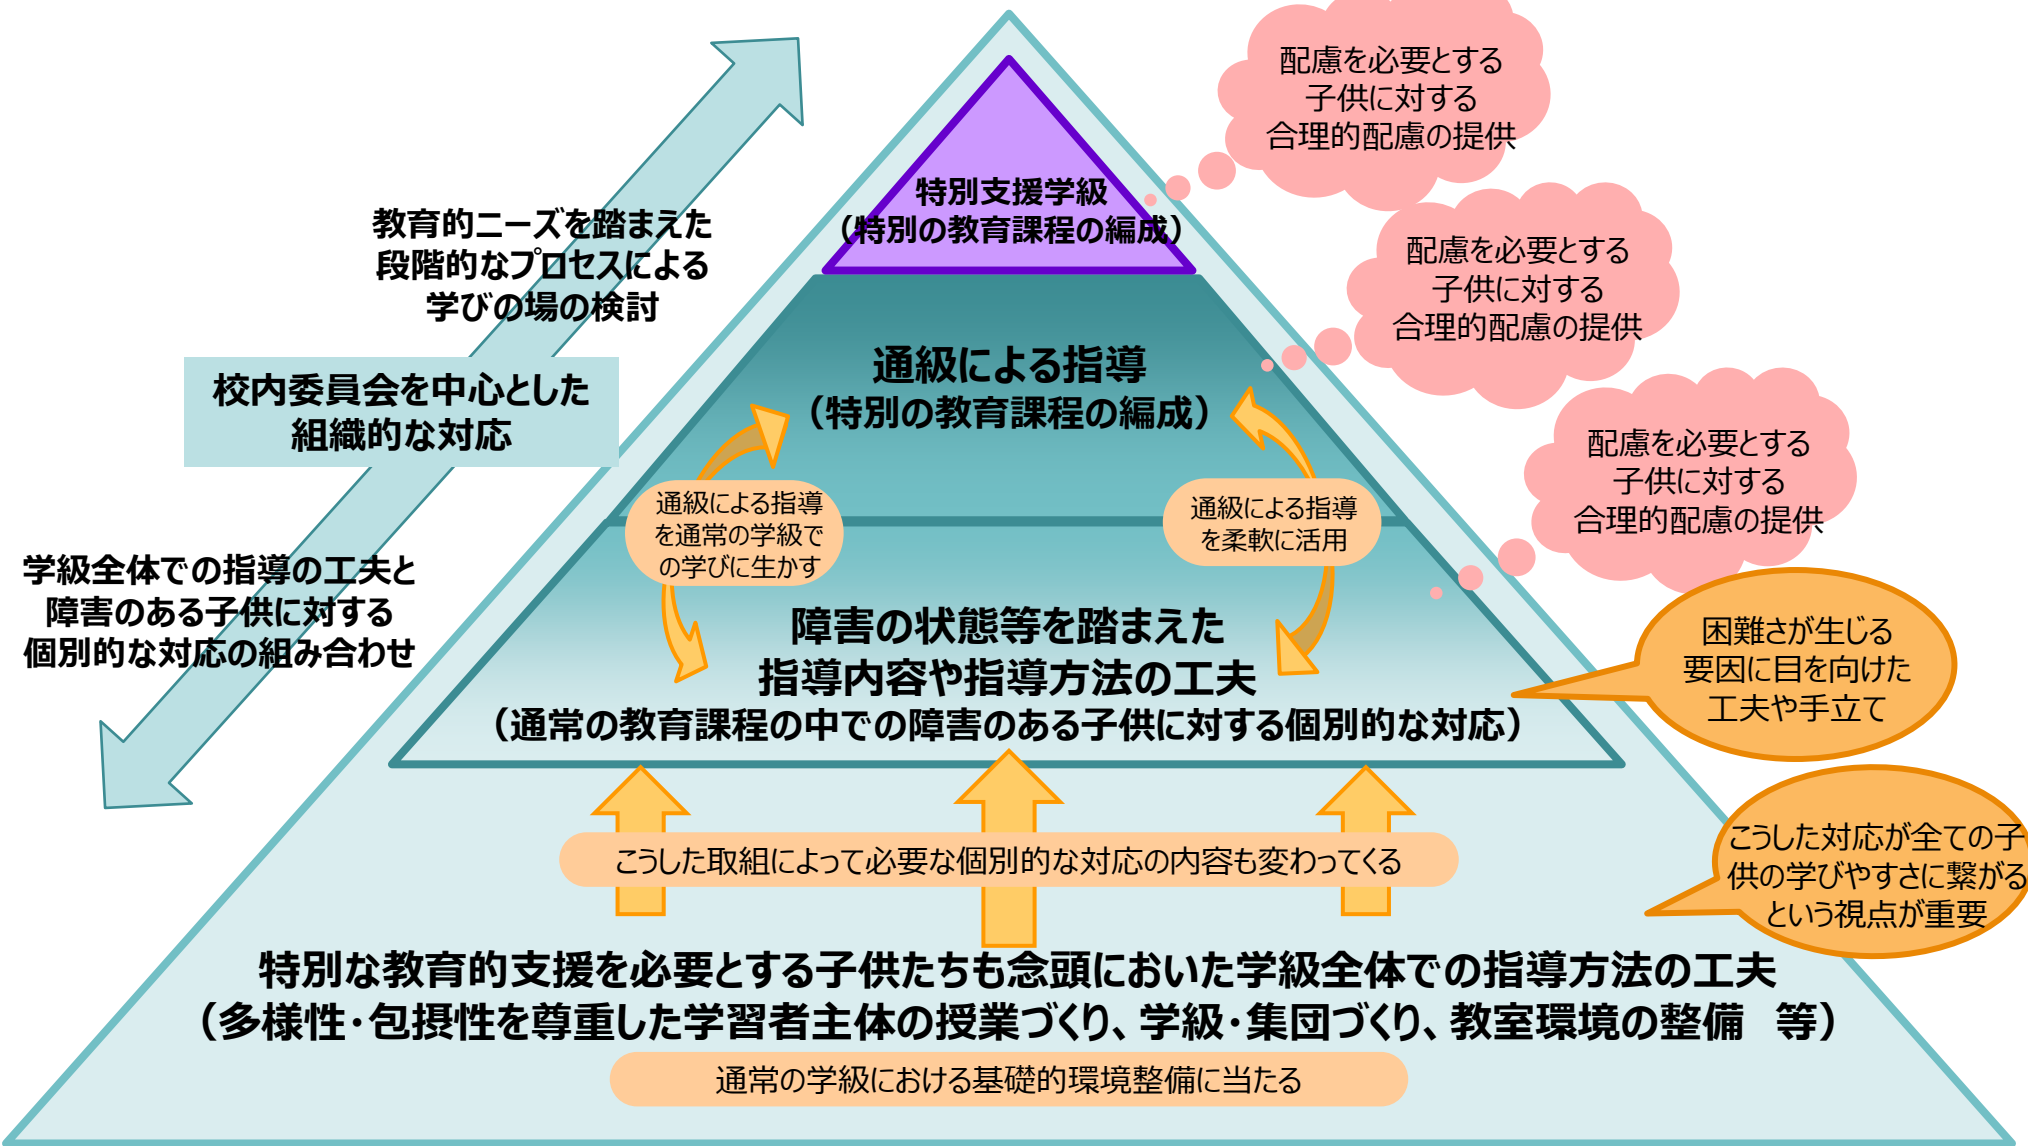 配慮を必要とする
子供に対する
合理的配慮の提供
特別支援学級
（特別の教育課程の編成）
教育的ニーズを踏まえた
段階的なプロセスによる
学びの場の検討
配慮を必要とする
子供に対する
合理的配慮の提供
通級による指導
（特別の教育課程の編成）
校内委員会を中心とした
組織的な対応
配慮を必要とする
子供に対する
合理的配慮の提供
通級による指導
を通常の学級で
の学びに生かす
通級による指導
を柔軟に活用
学級全体での指導の工夫と
障害のある子供に対する
個別的な対応の組み合わせ
障害の状態等を踏まえた
指導内容や指導方法の工夫
（通常の教育課程の中での障害のある子供に対する個別的な対応）
困難さが生じる
要因に目を向けた
工夫や手立て
こうした対応が全ての子
供の学びやすさに繋がる
という視点が重要
こうした取組によって必要な個別的な対応の内容も変わってくる
特別な教育的支援を必要とする子供たちも念頭においた学級全体での指導方法の工夫
（多様性・包摂性を尊重した学習者主体の授業づくり、学級・集団づくり、教室環境の整備　等）
通常の学級における基礎的環境整備に当たる